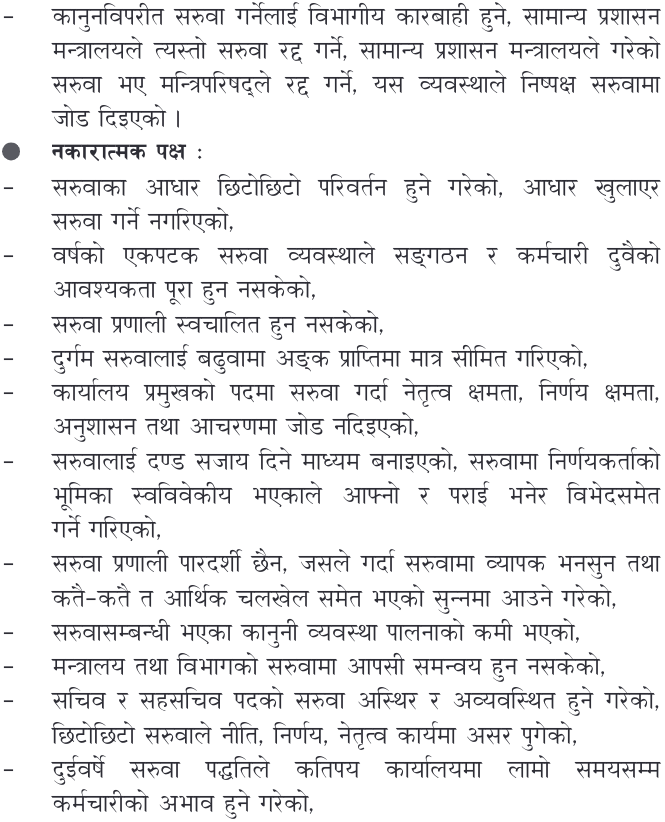 – कानुनविपरीत सरुवा गर्नेलाई विभागीय कारबाही हुने, सामान्य प्रशासन
मन्त्रालयले त्यस्तो सरुवा रद्द गर्ने, सामान्य प्रशासन मन्त्रालयले गरेको
सरुवा भए मन्त्रिपरिषद्ले रद्द गर्ने, यस व्यवस्थाले निष्पक्ष सरुवामा
जोड दिइएको ।
● नकारात्मक पक्ष :
– सरुवाका आधार छिटोछिटो परिवर्तन हुने गरेको, आधार खुलाएर
सरुवा गर्ने नगरिएको,
– वर्षको एकपटक सरुवा व्यवस्थाले सङ्गठन र कर्मचारी दुवैको
आवश्यकता पूरा हुन नसकेको,
– सरुवा प्रणाली स्वचालित हुन नसकेको,
– दुर्गम सरुवालाई बढुवामा अङ्क प्राप्तिमा मात्र सीमित गरिएको,
– कार्यालय प्रमुखको पदमा सरुवा गर्दा नेतृत्व क्षमता, निर्णय क्षमता,
अनुशासन तथा आचरणमा जोड नदिइएको,
– सरुवालाई दण्ड सजाय दिने माध्यम बनाइएको, सरुवामा निर्णयकर्ताको
भूमिका स्वविवेकीय भएकाले आफ्नो र पराई भनेर विभेदसमेत
गर्ने गरिएको,
– सरुवा प्रणाली पारदर्शी छैन, जसले गर्दा सरुवामा व्यापक भनसुन तथा
कतै-कतै त आर्थिक चलखेल समेत भएको सुन्नमा आउने गरेको,
– सरुवासम्बन्धी भएका कानुनी व्यवस्था पालनाको कमी भएको,
– मन्त्रालय तथा विभागको सरुवामा आपसी समन्वय हुन नसकेको,
– सचिव र सहसचिव पदको सरुवा अस्थिर र अव्यवस्थित हुने गरेको,
छिटोछिटो सरुवाले नीति, निर्णय, नेतृत्व कार्यमा असर पुगेको,
– दुईवर्षे सरुवा पद्धतिले कतिपय कार्यालयमा लामो समयसम्म
कर्मचारीको अभाव हुने गरेको,